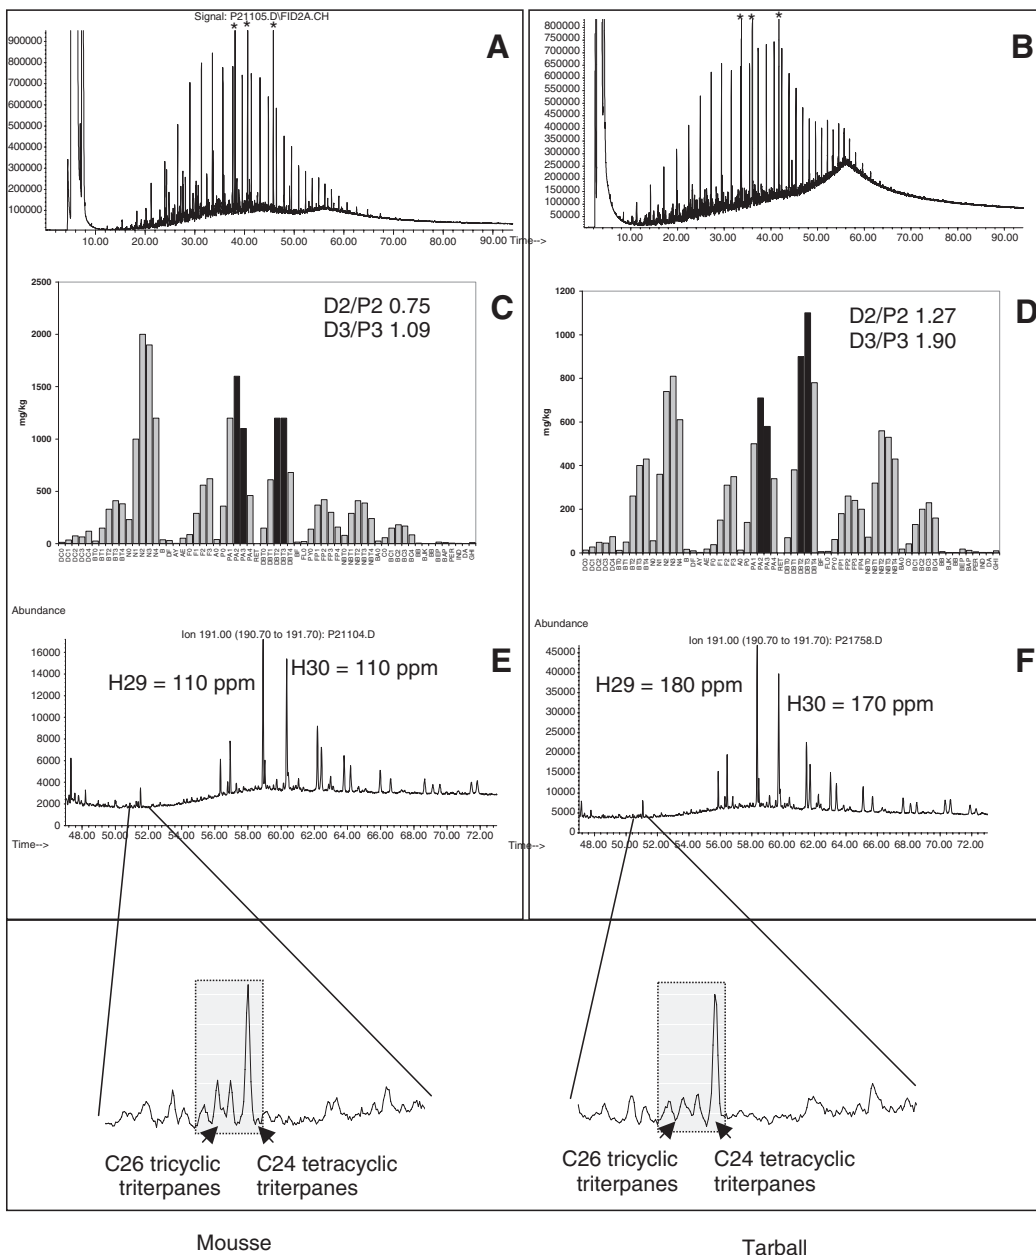 Signal: P21105.D\FID2A.CH
* * *
A
900000
800000
700000
600000
500000
400000
300000
200000
100000
10.00 20.00 30.00 40.00 50.00 60.00 70.00 80.00 90.00
Time-->
* * *
B
800000
750000
700000
650000
600000
550000
500000
450000
400000
350000
300000
250000
200000
150000
100000
50000
10.00 20.00 30.00 40.00 50.00 60.00 70.00 80.00 90.00
C
D2/P2 0.75
D3/P3 1.09
2500
2000
1500
1000
500
0
mg/kg
D
D2/P2 1.27
D3/P3 1.90
1200
1000
800
600
400
200
0
mg/kg
Abundance
Ion 191.00 (190.70 to 191.70): P21104.D
E
H29 = 110 ppm
H30 = 110 ppm
16000
14000
12000
10000
8000
6000
4000
2000
0
48.00 50.00 52.00 54.00 56.00 58.00 60.00 62.00 64.00 66.00 68.00 70.00 72.00
Time-->
Abundance
Ion 191.00 (190.70 to 191.70): P21758.D
F
H29 = 180 ppm
H30 = 170 ppm
45000
40000
35000
30000
25000
20000
15000
10000
5000
0
48.00 50.00 52.00 54.00 56.00 58.00 60.00 62.00 64.00 66.00 68.00 70.00 72.00
Time-->
C26 tricyclic
triterpanes
C24 tetracyclic
triterpanes
C26 tricyclic
triterpanes
C24 tetracyclic
triterpanes
Mousse
Tarball